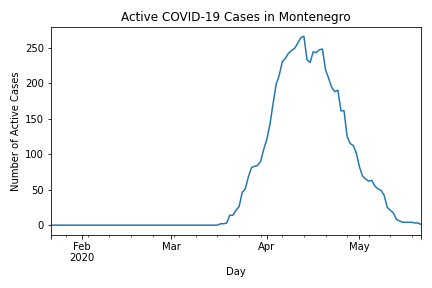 Active COVID-19 Cases in Montenegro
Number of Active Cases
250
200
150
100
50
0
Feb Mar Apr May
2020
Day